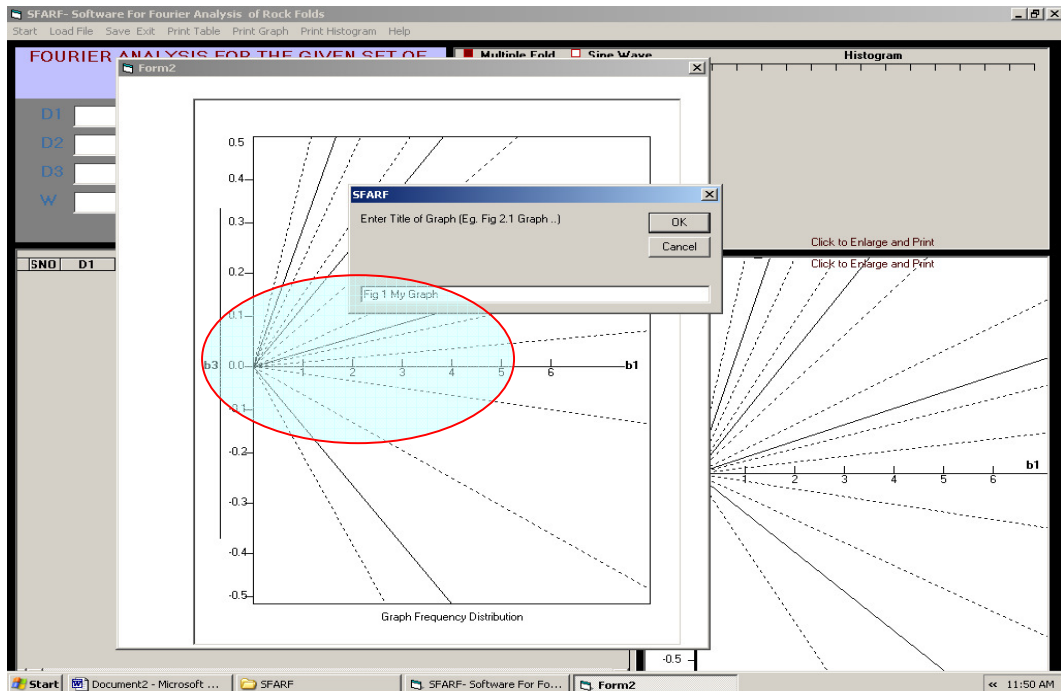 SFARF- Software For Fourier Analysis of Rock Folds
Start Load File Save Exit Print Table Print Graph Print Histogram Help
FOURIER ANALYSIS FOR THE GIVEN SET OF
Multiple Fold Sine Wave
Histogram
Form2
D1
D2
D3
W
SNO D1
Click to Enlarge and Print
Click to Enlarge and Print
SFARF
Enter Title of Graph (Eg. Fig 2.1 Graph ..)
OK
Cancel
Fig 1 My Graph
0.5
0.4
0.3
0.2
0.1
b3 0.0 1 2 3 4 5 6 b1
-0.1
-0.2
-0.3
-0.4
-0.5
Graph Frequency Distribution
1 2 3 4 5 6 b1
-0.5
Start Document2 - Microsoft ... SFARF SFARF- Software For Fo... Form2 « 11:50 AM